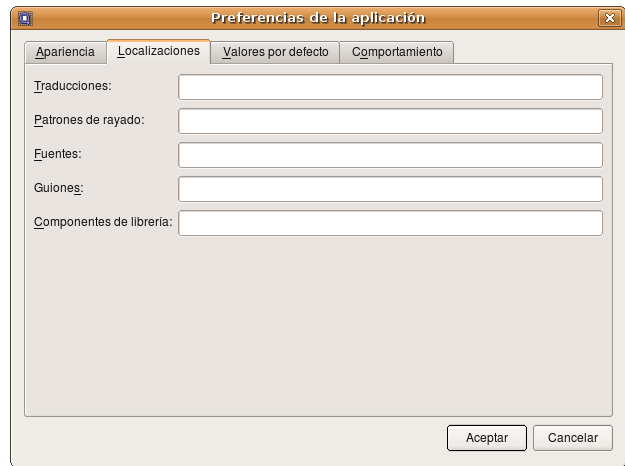 Preferencias de la aplicación
Apariencia Localizaciones Valores por defecto Comportamiento
Traducciones:
Patrones de rayado:
Fuentes:
Guiones:
Componentes de librería:
Aceptar Cancelar